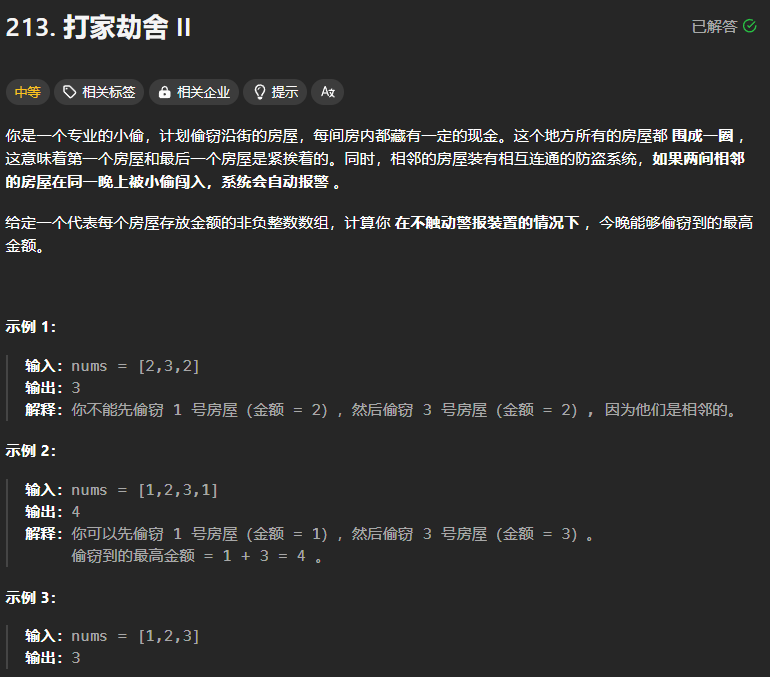 213. 打家劫舍 II
已解答
中等 相关标签 相关企业 提示
你是一个专业的小偷，计划偷窃沿街的房屋，每间房内都藏有一定的现金。这个地方所有的房屋都 围成一圈 ，
这意味着第一个房屋和最后一个房屋是紧挨着的。同时，相邻的房屋装有相互连通的防盗系统，如果两间相邻
的房屋在同一晚上被小偷闯入，系统会自动报警 。
给定一个代表每个房屋存放金额的非负整数数组，计算你 在不触动警报装置的情况下 ，今晚能够偷窃到的最高
金额。
示例 1：
输入：nums = [2,3,2]
输出：3
解释：你不能先偷窃 1 号房屋（金额 = 2），然后偷窃 3 号房屋（金额 = 2）, 因为他们是相邻的。
示例 2：
输入：nums = [1,2,3,1]
输出：4
解释：你可以先偷窃 1 号房屋（金额 = 1），然后偷窃 3 号房屋（金额 = 3）。
偷窃到的最高金额 = 1 + 3 = 4 。
示例 3：
输入：nums = [1,2,3]
输出：3